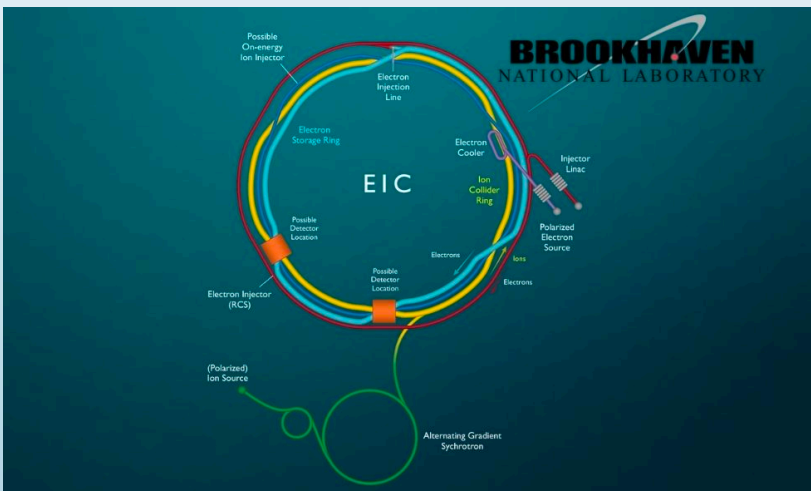 BROOKHAVEN
NATIONAL LABORATORY
Possible
On-energy
Ion Injector
Electron
Injection
Line
Electron
Storage Ring
Electron
Cooler
Injector
Linac
EIC
Ion
Collider
Ring
Polarized
Electron
Source
Possible
Detector
Location
Electrons
Ions
Possible
Detector
Location
Electrons
Electron Injector
(RCS)
(Polarized)
Ion Source
Alternating Gradient
Sychrotron